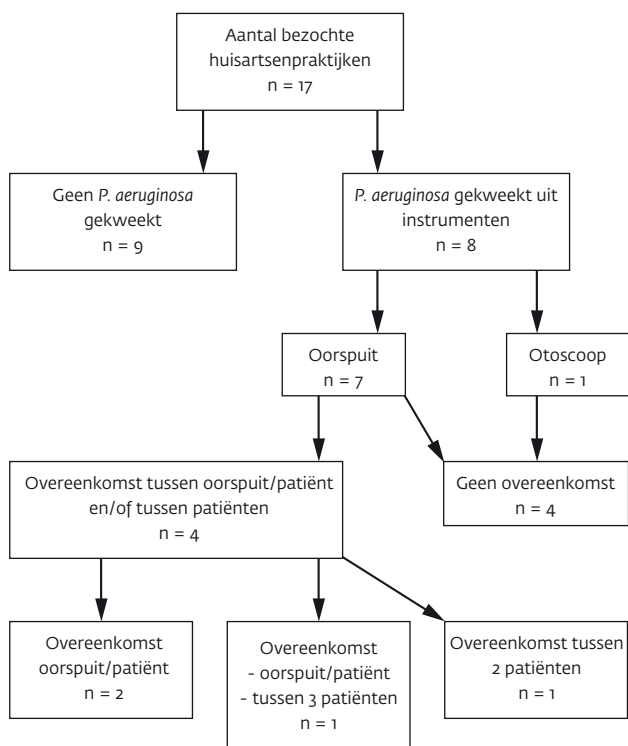 Aantal bezochte
huisartsenpraktijken
n = 17
Geen P. aeruginosa
gekweekt
n = 9
P. aeruginosa gekweekt uit
instrumenten
n = 8
Oorspuit
n = 7
Otoscoop
n = 1
Overeenkomst tussen oorspuit/patiënt
en/of tussen patiënten
n = 4
Geen overeenkomst
n = 4
Overeenkomst
oorspuit/patiënt
n = 2
Overeenkomst
- oorspuit/patiënt
- tussen 3 patiënten
n = 1
Overeenkomst tussen
2 patiënten
n = 1